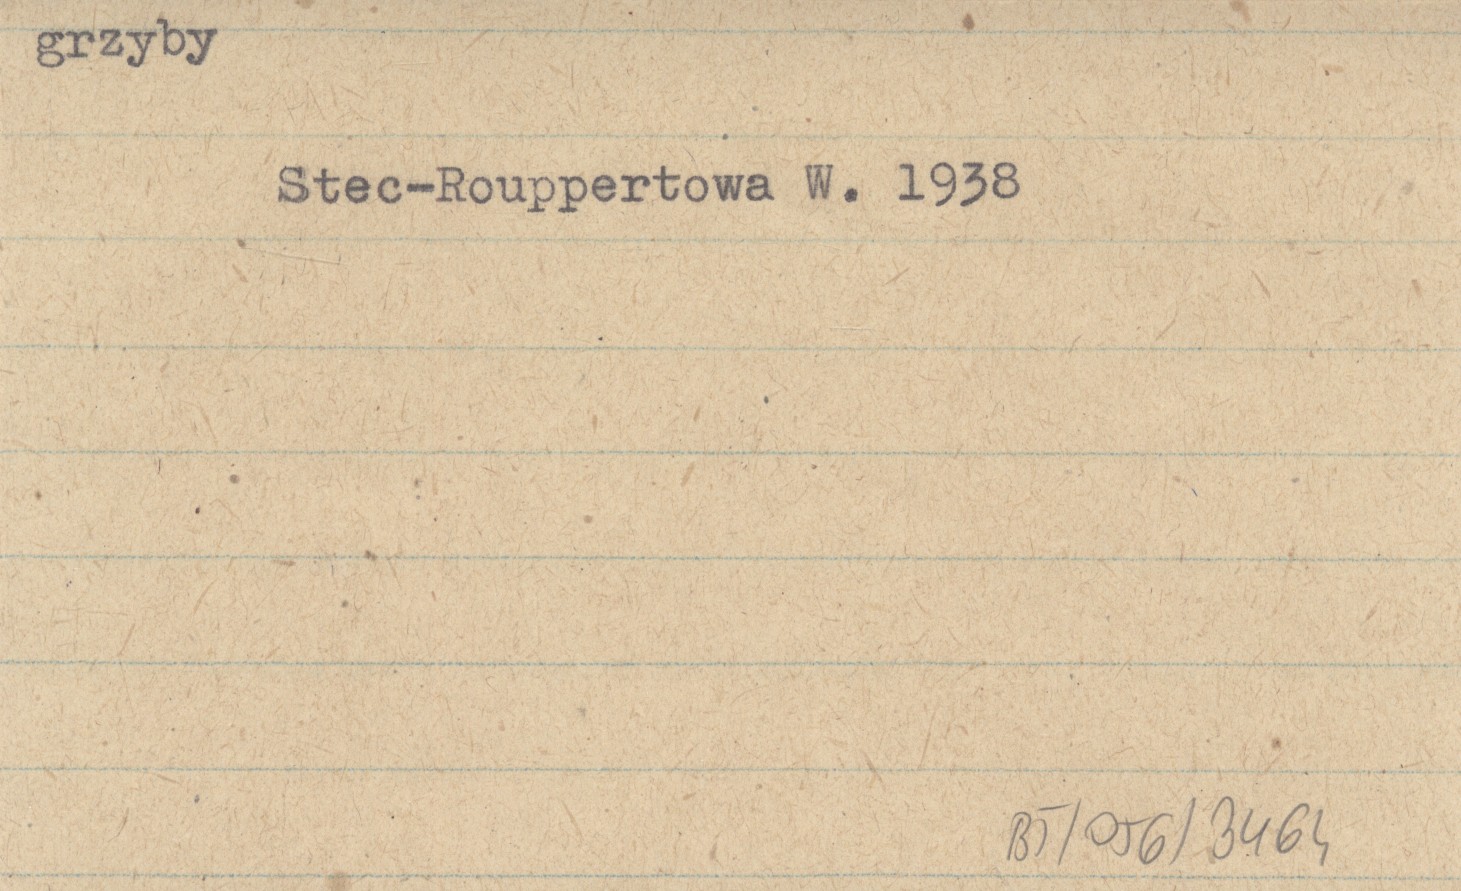 grzyby
Stec-Rouppertowa W. 1938
BT/056/3464